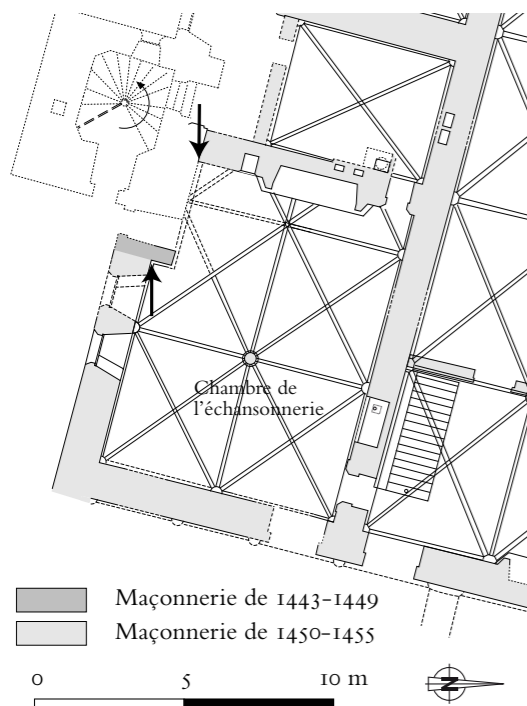 Chambre de
l'échansonnerie
Maçonnerie de 1443-1449
Maçonnerie de 1450-1455
0 5 10 m
N